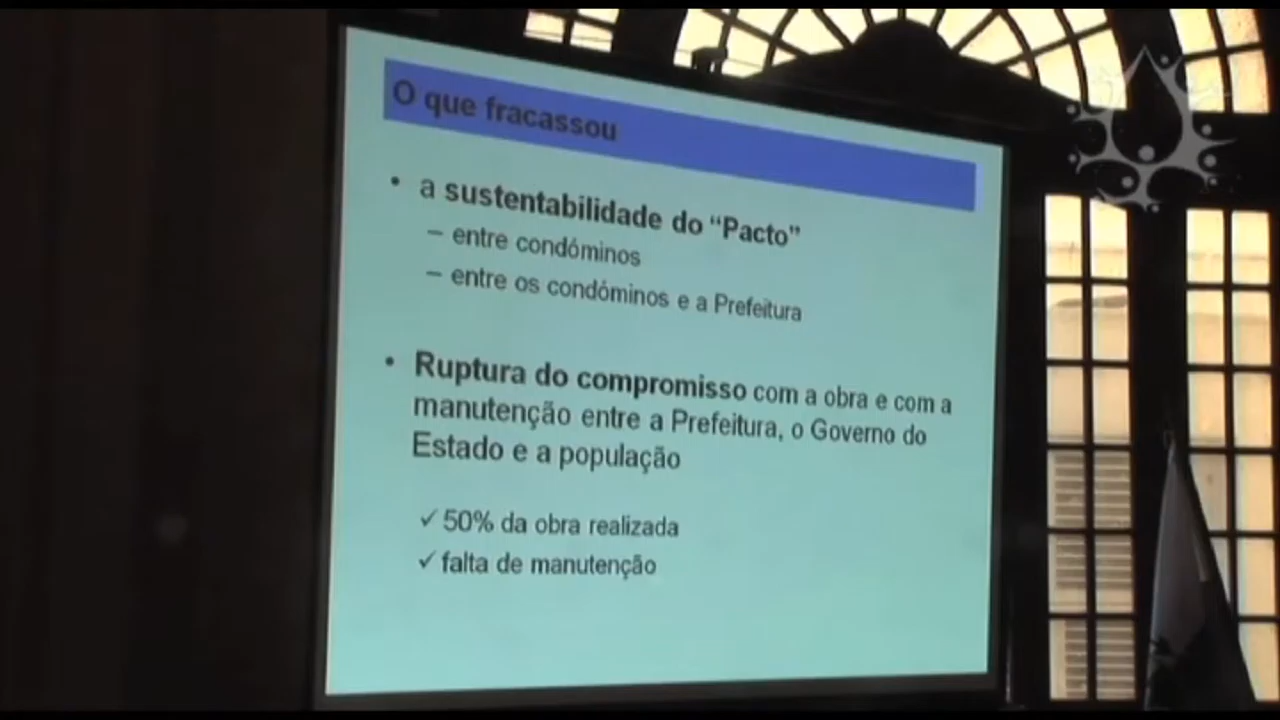 O que fracassou
• a sustentabilidade do “Pacto”
– entre condóminos
– entre os condóminos e a Prefeitura
• Ruptura do compromisso com a obra e com a
manutenção entre a Prefeitura, o Governo do
Estado e a população
✓ 50% da obra realizada
✓ falta de manutenção